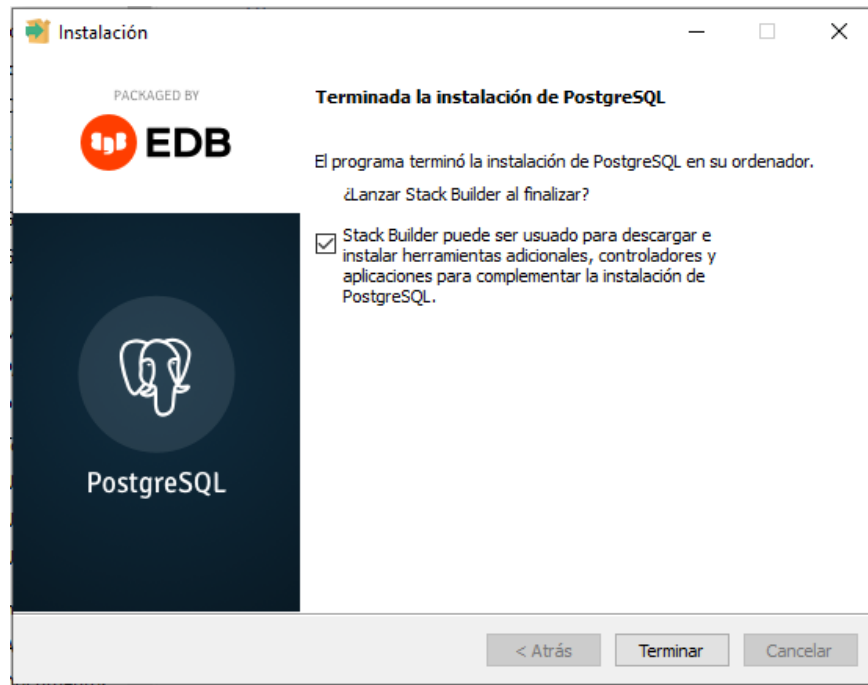 Instalación
PACKAGED BY
EDB
Terminada la instalación de PostgreSQL
El programa terminó la instalación de PostgreSQL en su ordenador.
¿Lanzar Stack Builder al finalizar?
Stack Builder puede ser usado para descargar e
instalar herramientas adicionales, controladores y
aplicaciones para complementar la instalación de
PostgreSQL.
PostgreSQL
< Atrás
Terminar
Cancelar